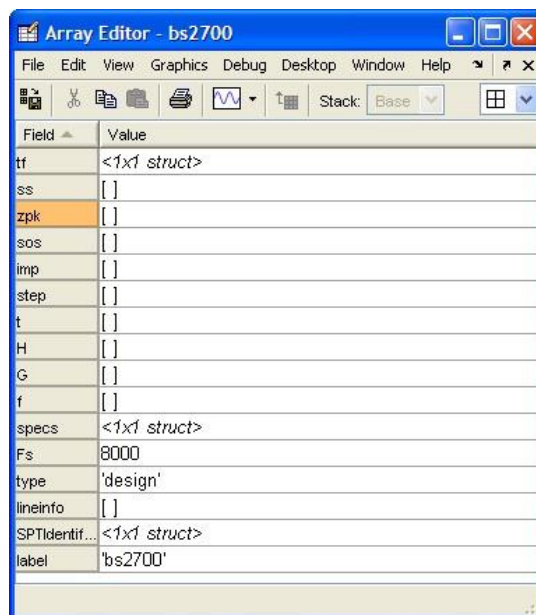 Array Editor - bs2700
File Edit View Graphics Debug Desktop Window Help
Stack: Base
Field Value
tf <1x1 struct>
ss [ ]
zpk [ ]
sos [ ]
imp [ ]
step [ ]
t [ ]
H [ ]
G [ ]
f [ ]
specs <1x1 struct>
Fs 8000
type 'design'
lineinfo [ ]
SPTIdentif... <1x1 struct>
label 'bs2700'